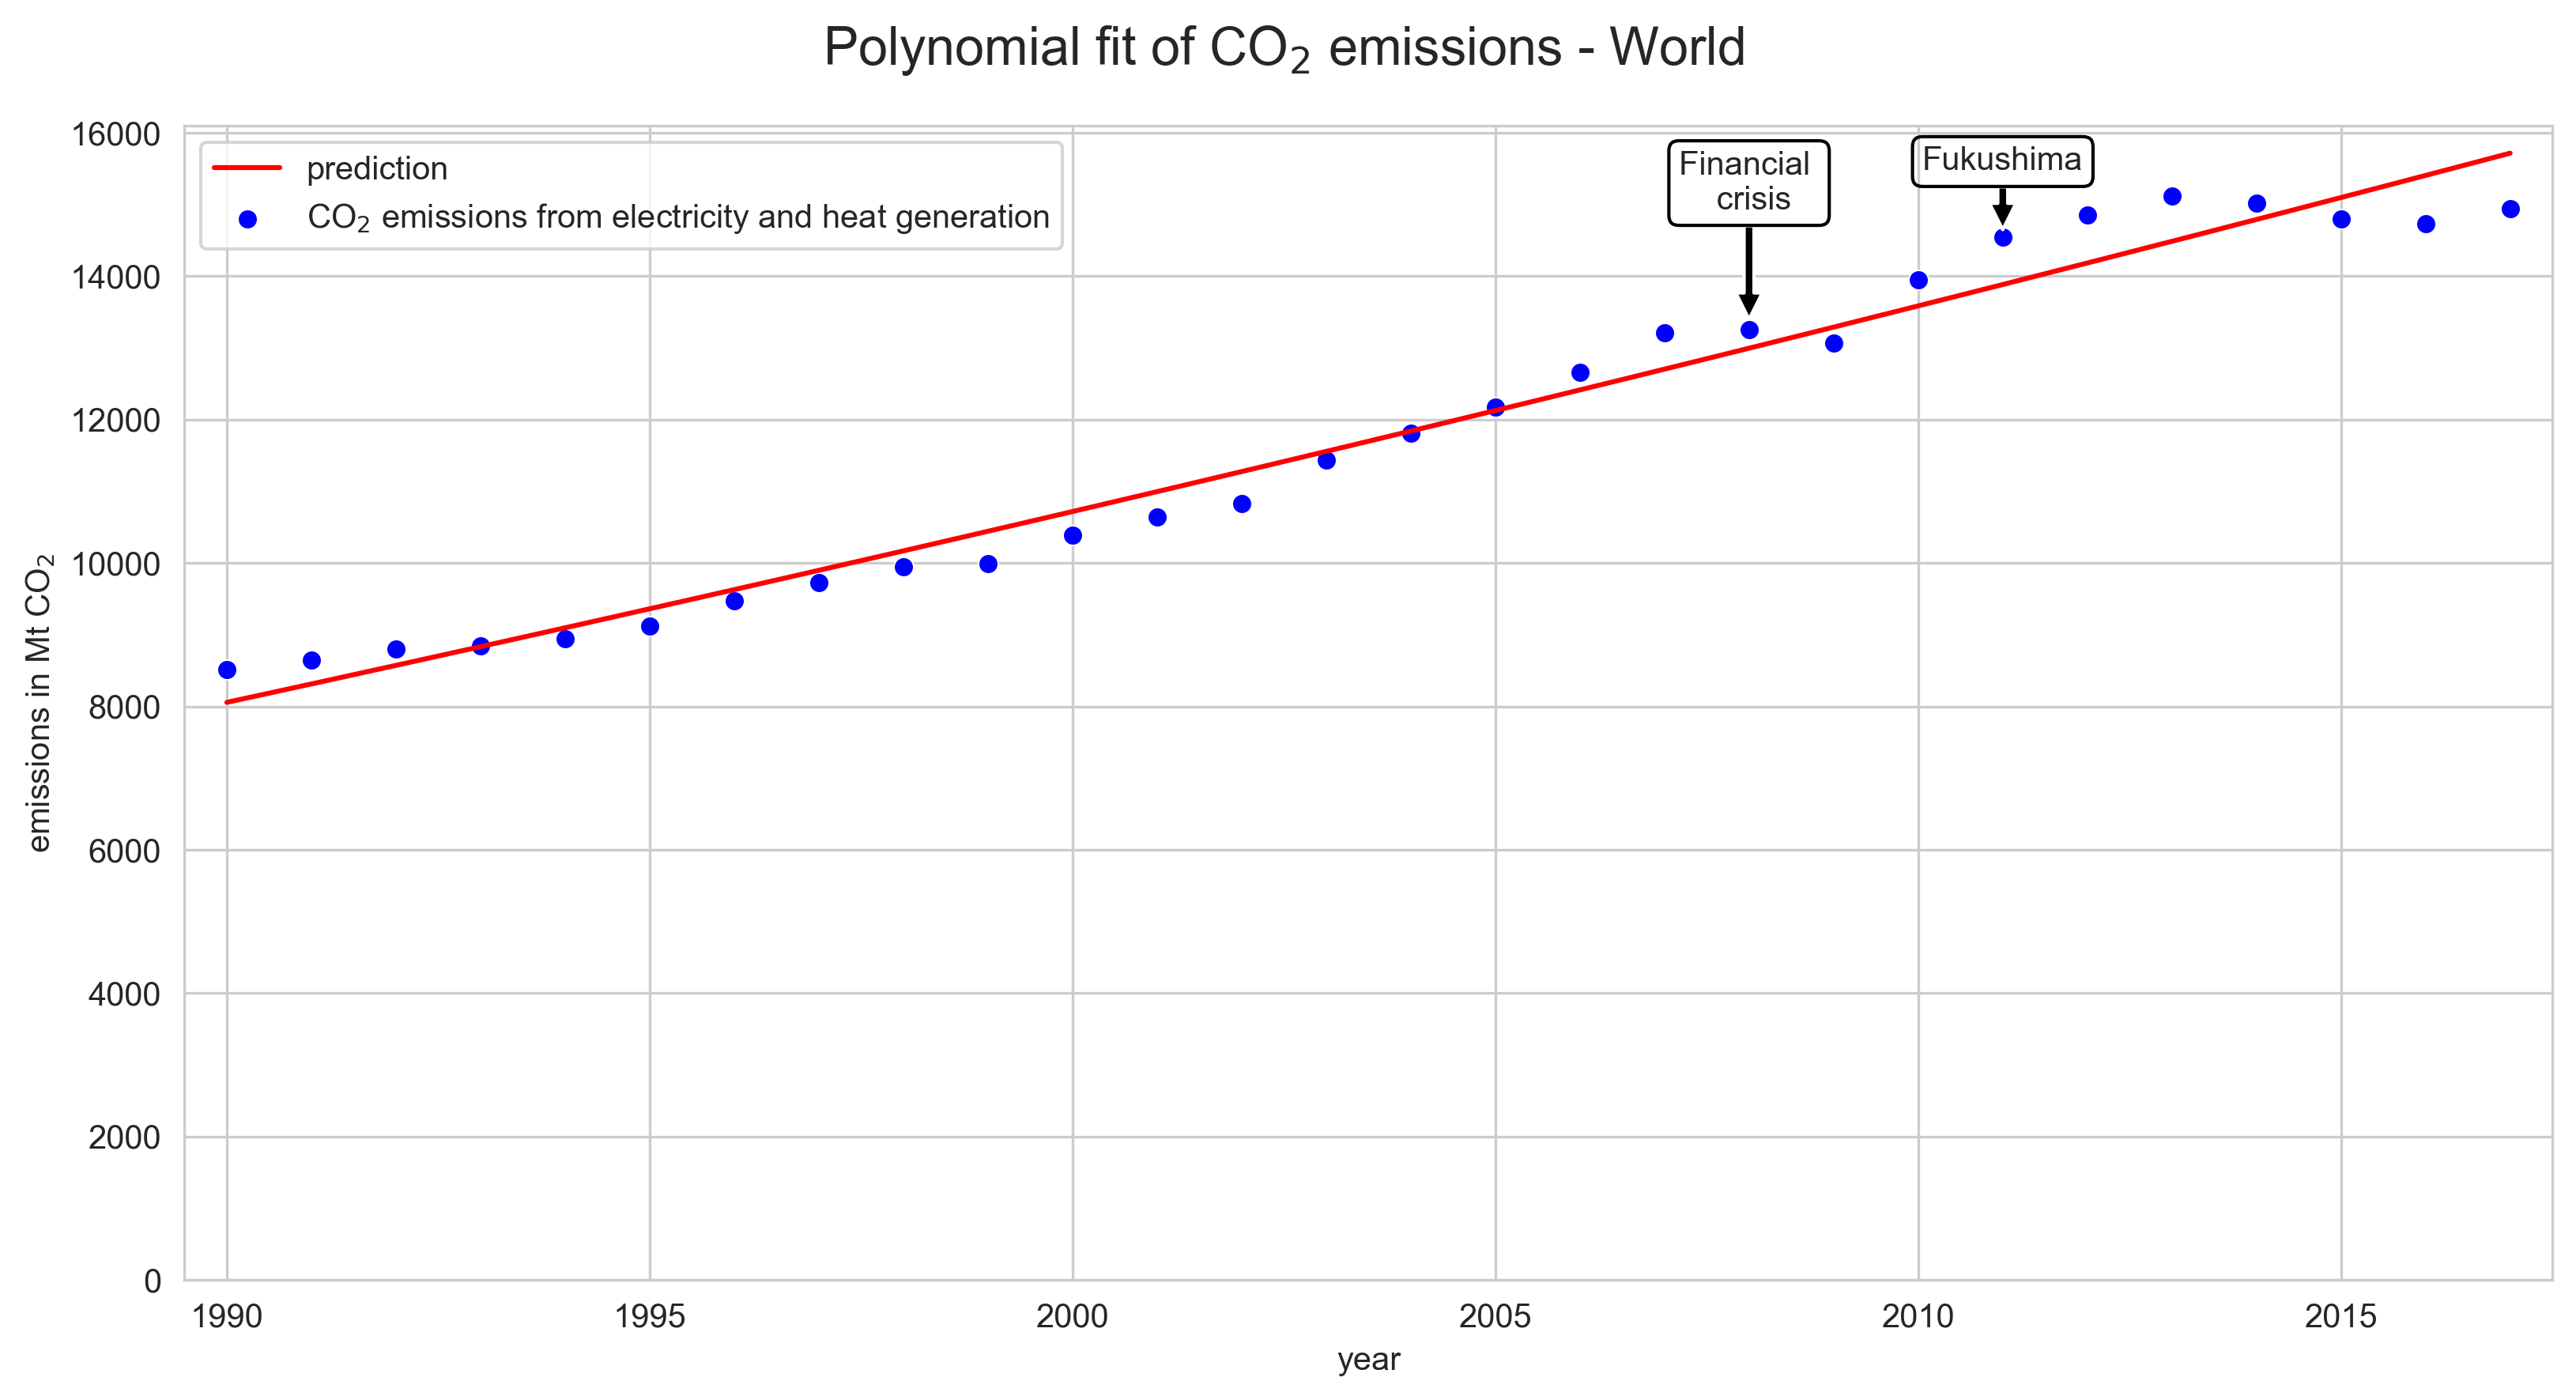 Polynomial fit of CO₂ emissions - World
16000
14000
12000
10000
8000
6000
4000
2000
0
emissions in Mt CO₂
prediction
CO₂ emissions from electricity and heat generation
Financial
crisis
Fukushima
1990
1995
2000
2005
2010
2015
year